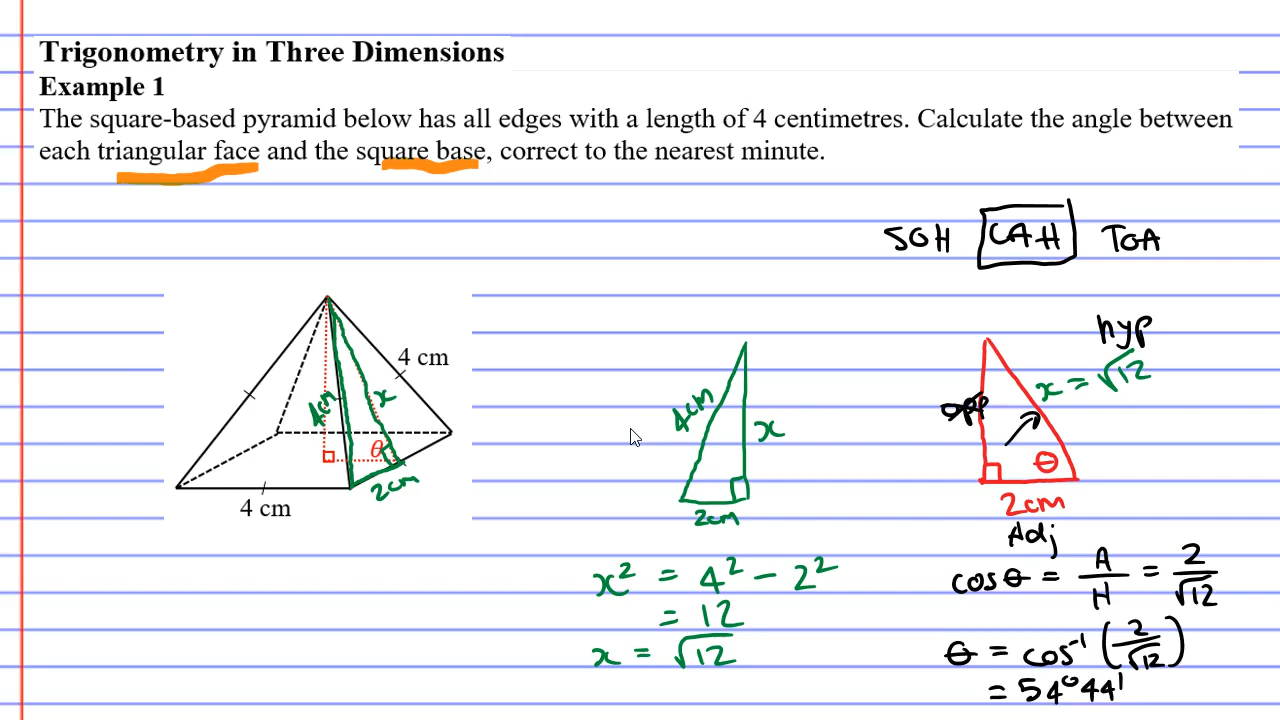 Trigonometry in Three Dimensions
Example 1
The square-based pyramid below has all edges with a length of 4 centimetres. Calculate the angle between
each triangular face and the square base, correct to the nearest minute.
SOH CAH TOA
4 cm
4cm
x
θ
2cm
4 cm
4cm
x
2cm
x² = 4² − 2²
= 12
x = √12
hyp
x = √12
opp
θ
2cm
Adj
cosθ = A/H = 2/√12
θ = cos⁻¹(2/√12)
= 54°44'